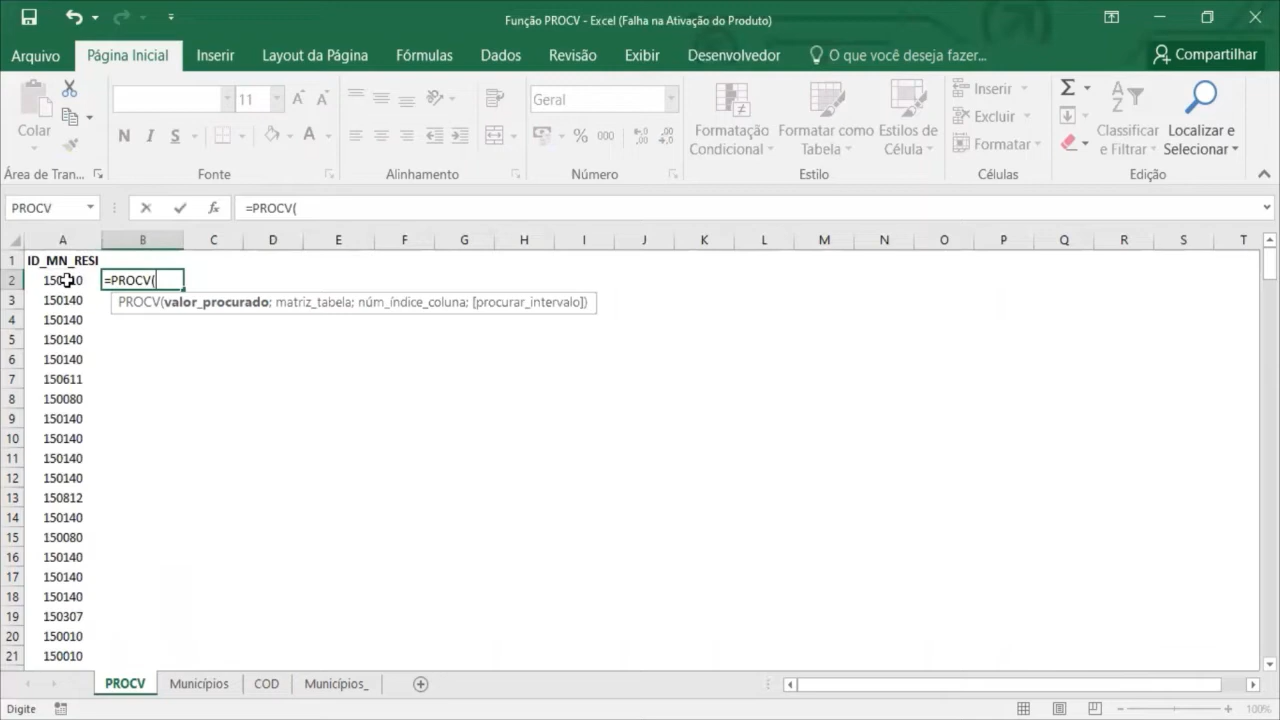 Função PROCV - Excel (Falha na Ativação do Produto)
Arquivo Página Inicial Inserir Layout da Página Fórmulas Dados Revisão Exibir Desenvolvedor O que você deseja fazer... Compartilhar
11 Geral Σ Inserir
Excluir
Colar N I S A % 000 Formatação Condicional Formatar como Tabela Estilos de Célula Formatar Classificar e Filtrar Localizar e Selecionar
Área de Tran... Fonte Alinhamento Número Estilo Células Edição
PROCV fx =PROCV(
A B C D E F G H I J K L M N O P Q R S T
1 ID_MN_RESI
2 =PROCV(
3 150140 PROCV(valor_procurado; matriz_tabela; núm_índice_coluna; [procurar_intervalo])
4 150140
5 150140
6 150140
7 150611
8 150080
9 150140
10 150140
11 150140
12 150140
13 150812
14 150140
15 150080
16 150140
17 150140
18 150140
19 150307
20 150010
21 150010
PROCV Municípios COD Municípios_
Digite 100%